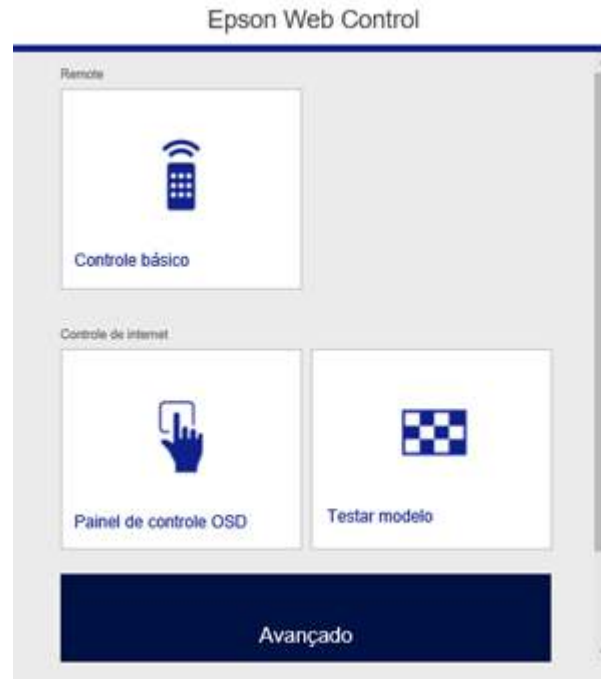 Epson Web Control
Remote
Controle básico
Controle de internet
Painel de controle OSD
Testar modelo
Avançado